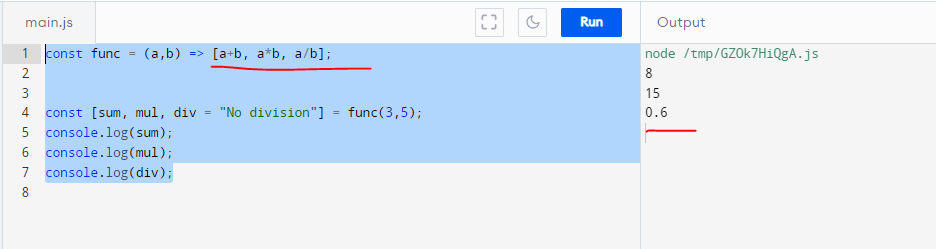 main.js
Run
Output
1 const func = (a,b) => [a+b, a*b, a/b];
2
3
4 const [sum, mul, div = "No division"] = func(3,5);
5 console.log(sum);
6 console.log(mul);
7 console.log(div);
8
node /tmp/GZOk7HiQgA.js
8
15
0.6